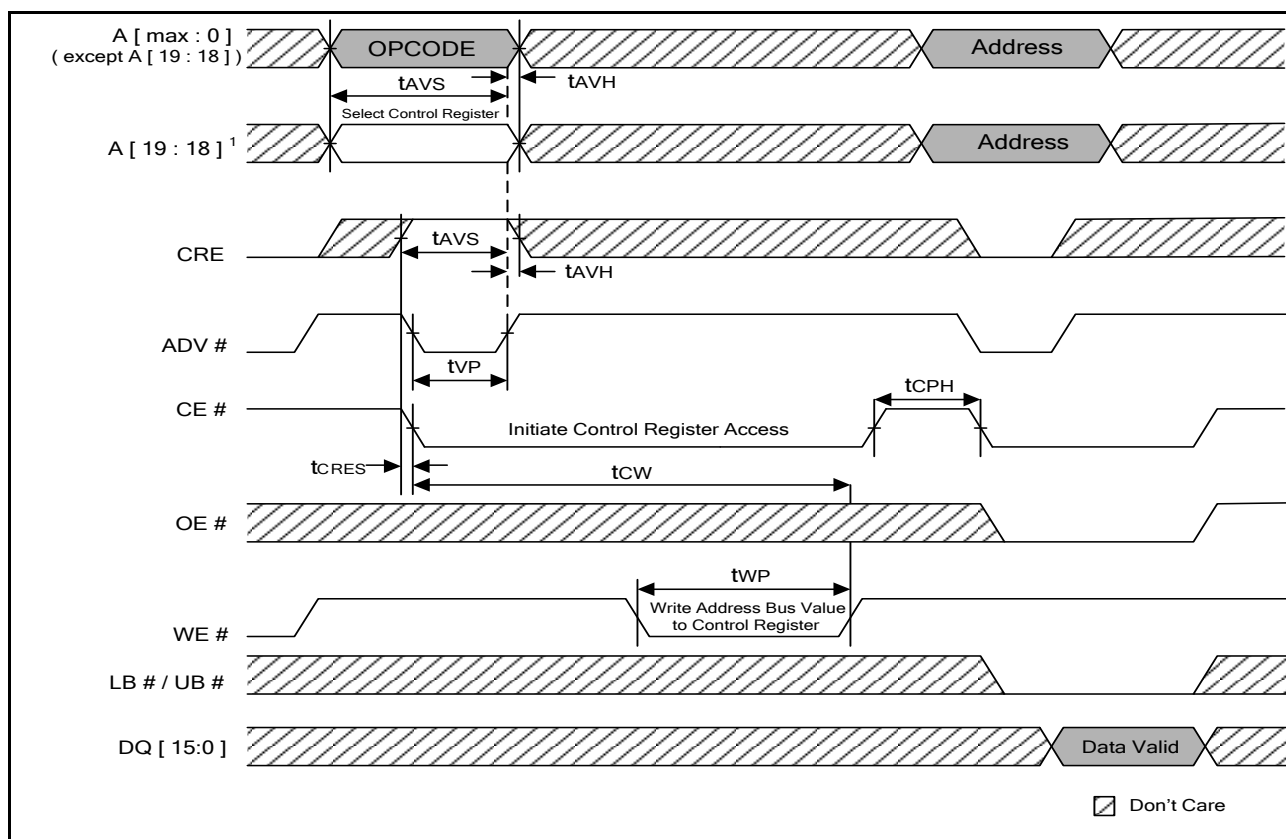 A [ max : 0 ]
( except A [ 19 : 18 ] )
OPCODE
Address
tAVS
tAVH
Select Control Register
A [ 19 : 18 ] 1
Address
CRE
tAVS
tAVH
ADV #
tVP
tCPH
CE #
Initiate Control Register Access
tCRES
tCW
OE #
tWP
Write Address Bus Value
to Control Register
WE #
LB # / UB #
DQ [ 15:0 ]
Data Valid
Don't Care